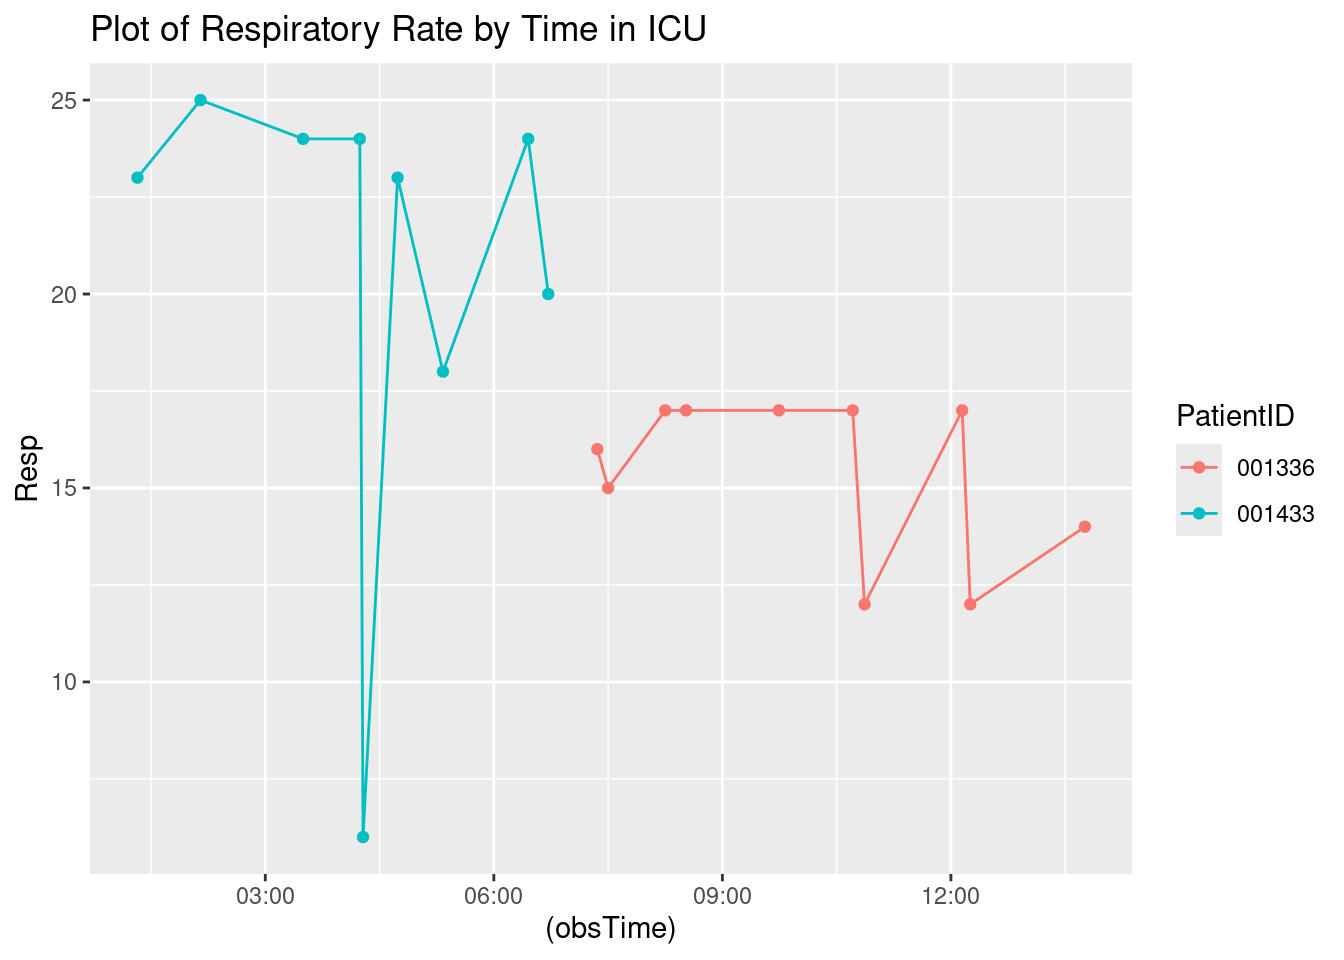 Plot of Respiratory Rate by Time in ICU
25
20
15
10
Resp
03:00 06:00 09:00 12:00
(obsTime)
PatientID
001336
001433